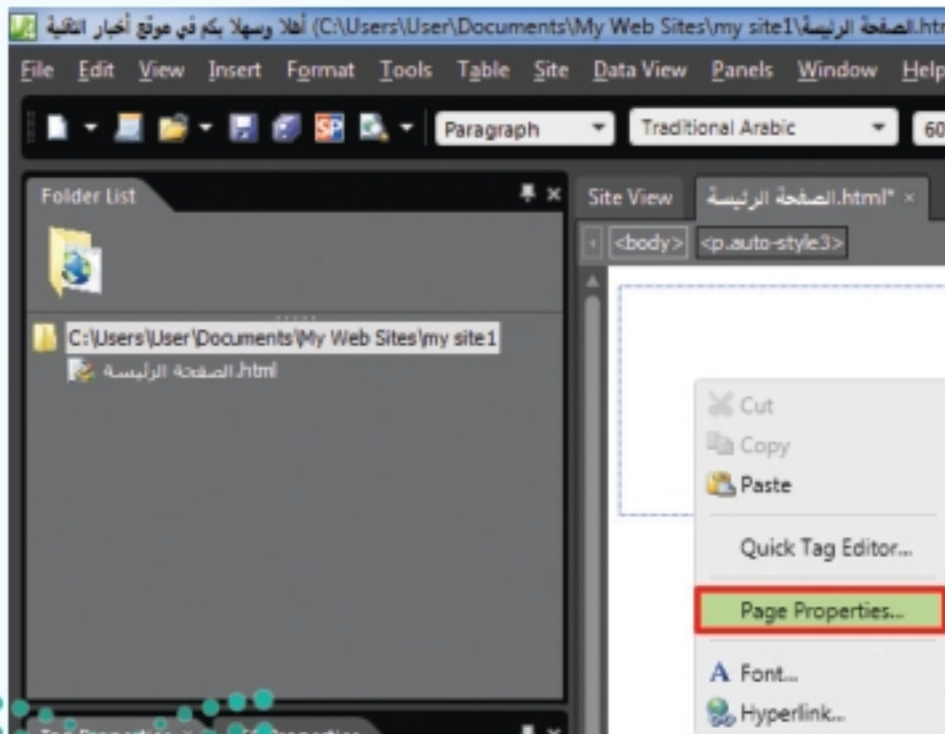 أهلا وسهلا بكم في موقع أخبار التقنية (C:\Users\User\Documents\My Web Sites\my site1\الصفحة الرئيسة.htm
File Edit View Insert Format Tools Table Site Data View Panels Window Help
Paragraph Traditional Arabic 60
Folder List
Site View الصفحة الرئيسة.html*
<body> <p.auto-style3>
C:\Users\User\Documents\My Web Sites\my site1
الصفحة الرئيسة.html
Cut
Copy
Paste
Quick Tag Editor...
Page Properties...
Font...
Hyperlink...